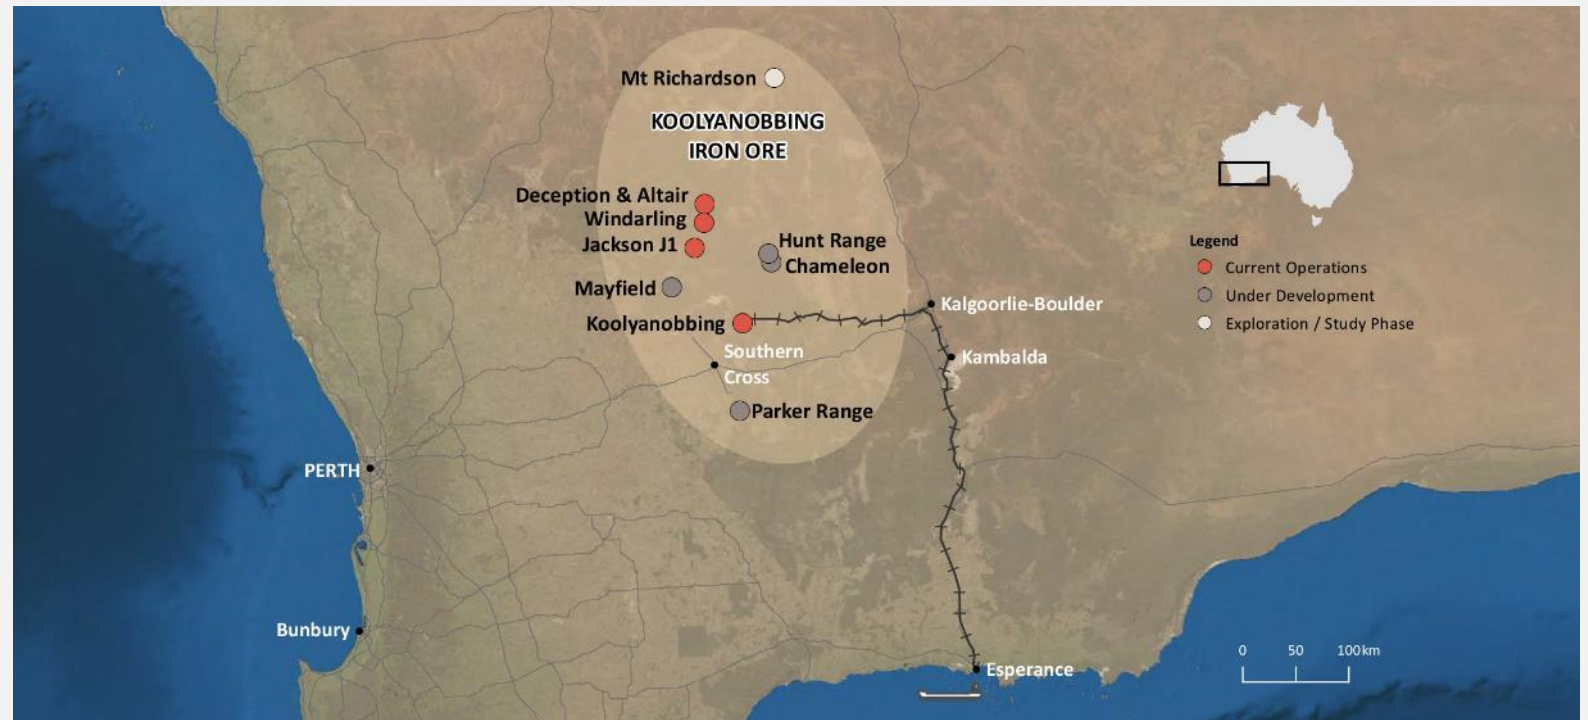 Mt Richardson
KOOLYANOBBING
IRON ORE
Deception & Altair
Windarling
Jackson J1
Hunt Range
Chameleon
Mayfield
Koolyanobbing
Kalgoorlie-Boulder
Southern
Cross
Kambalda
Parker Range
PERTH
Bunbury
Esperance
Legend
Current Operations
Under Development
Exploration / Study Phase
0 50 100km